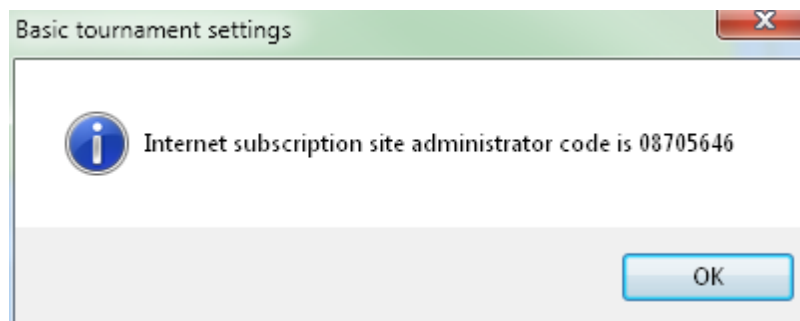 Basic tournament settings
Internet subscription site administrator code is 08705646
OK